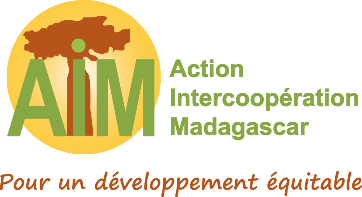 AiM
Action
Intercoopération
Madagascar
Pour un développement équitable